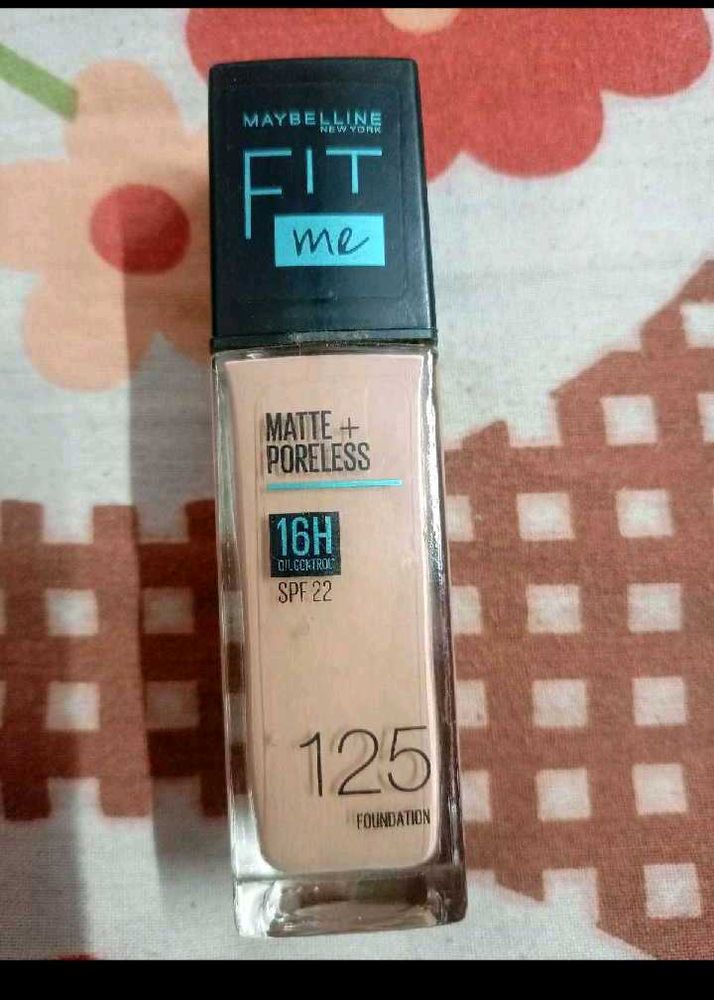 MAYBELLINE
NEW YORK
FIT
me
MATTE +
PORELESS
16H
OIL CONTROL*
SPF 22
125
FOUNDATION